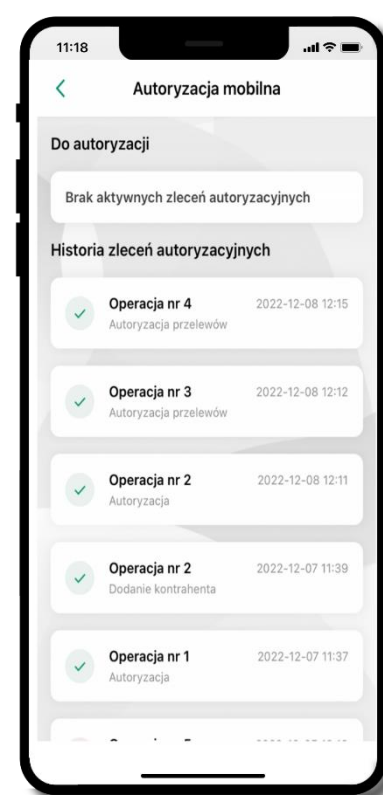 11:18
Autoryzacja mobilna
Do autoryzacji
Brak aktywnych zleceń autoryzacyjnych
Historia zleceń autoryzacyjnych
Operacja nr 4 2022-12-08 12:15
Autoryzacja przelewów
Operacja nr 3 2022-12-08 12:12
Autoryzacja przelewów
Operacja nr 2 2022-12-08 12:11
Autoryzacja
Operacja nr 2 2022-12-07 11:39
Dodanie kontrahenta
Operacja nr 1 2022-12-07 11:37
Autoryzacja